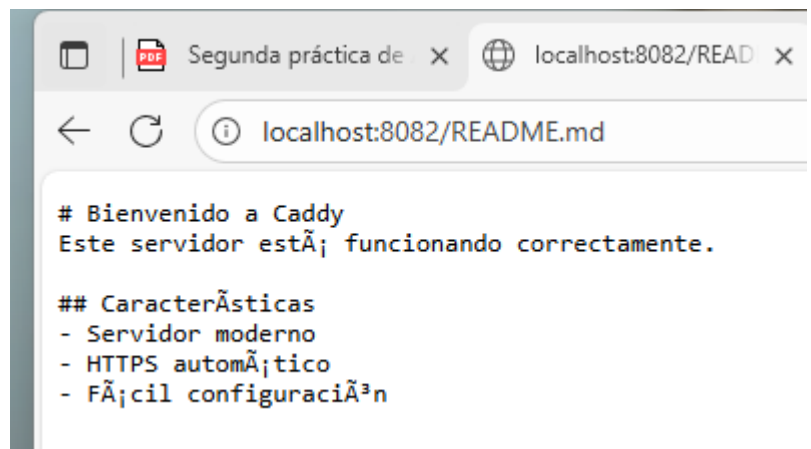 Segunda práctica de
localhost:8082/READ
localhost:8082/README.md
# Bienvenido a Caddy
Este servidor estÃ¡ funcionando correctamente.
## CaracterÃsticas
- Servidor moderno
- HTTPS automÃ¡tico
- FÃ¡cil configuraciÃ³n